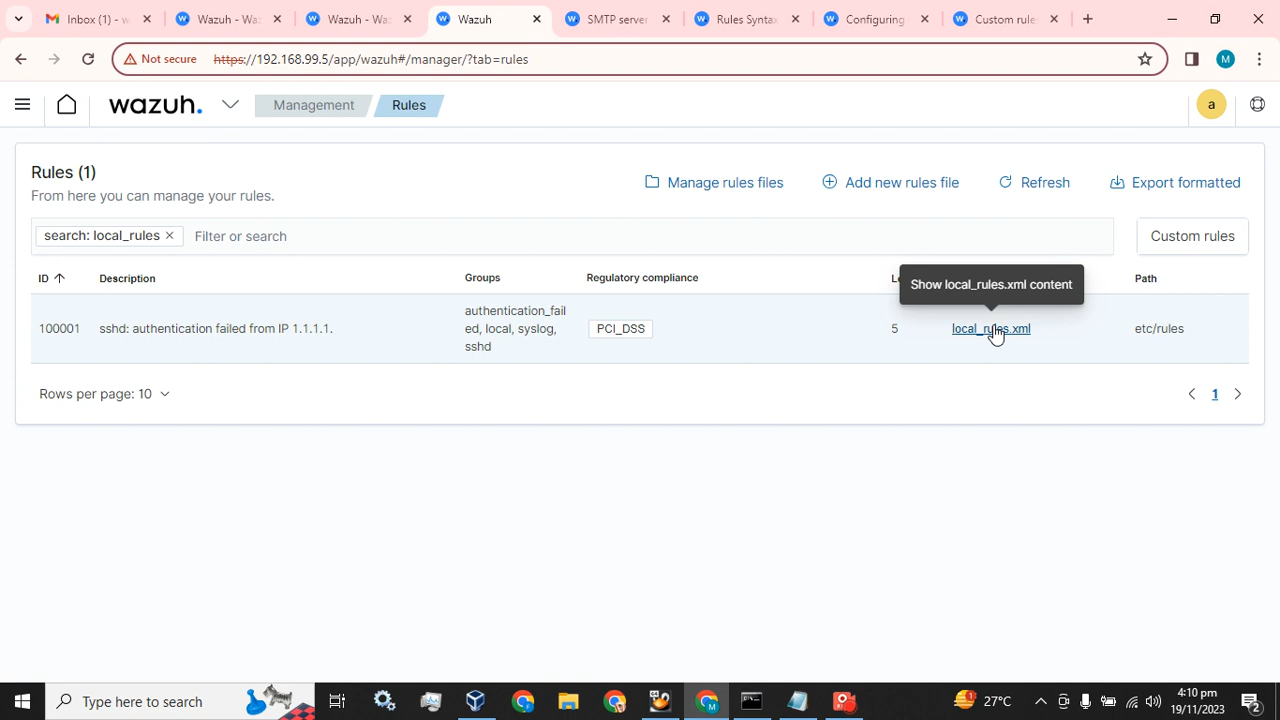 Inbox (1) - w
Wazuh - Waz
Wazuh - Wa
Wazuh
SMTP server
Rules Syntax
Configuring
Custom rule
Not secure https://192.168.99.5/app/wazuh#/manager/?tab=rules
M
wazuh.
Management
Rules
a
Rules (1)
From here you can manage your rules.
Manage rules files
Add new rules file
Refresh
Export formatted
search: local_rules
Filter or search
Custom rules
Show local_rules.xml content
ID
Description
Groups
Regulatory compliance
Path
100001
sshd: authentication failed from IP 1.1.1.1.
authentication_fail
ed, local, syslog,
sshd
PCI_DSS
5
local_rules.xml
etc/rules
Rows per page: 10
1
Type here to search
27°C
4:10 pm
19/11/2023
2